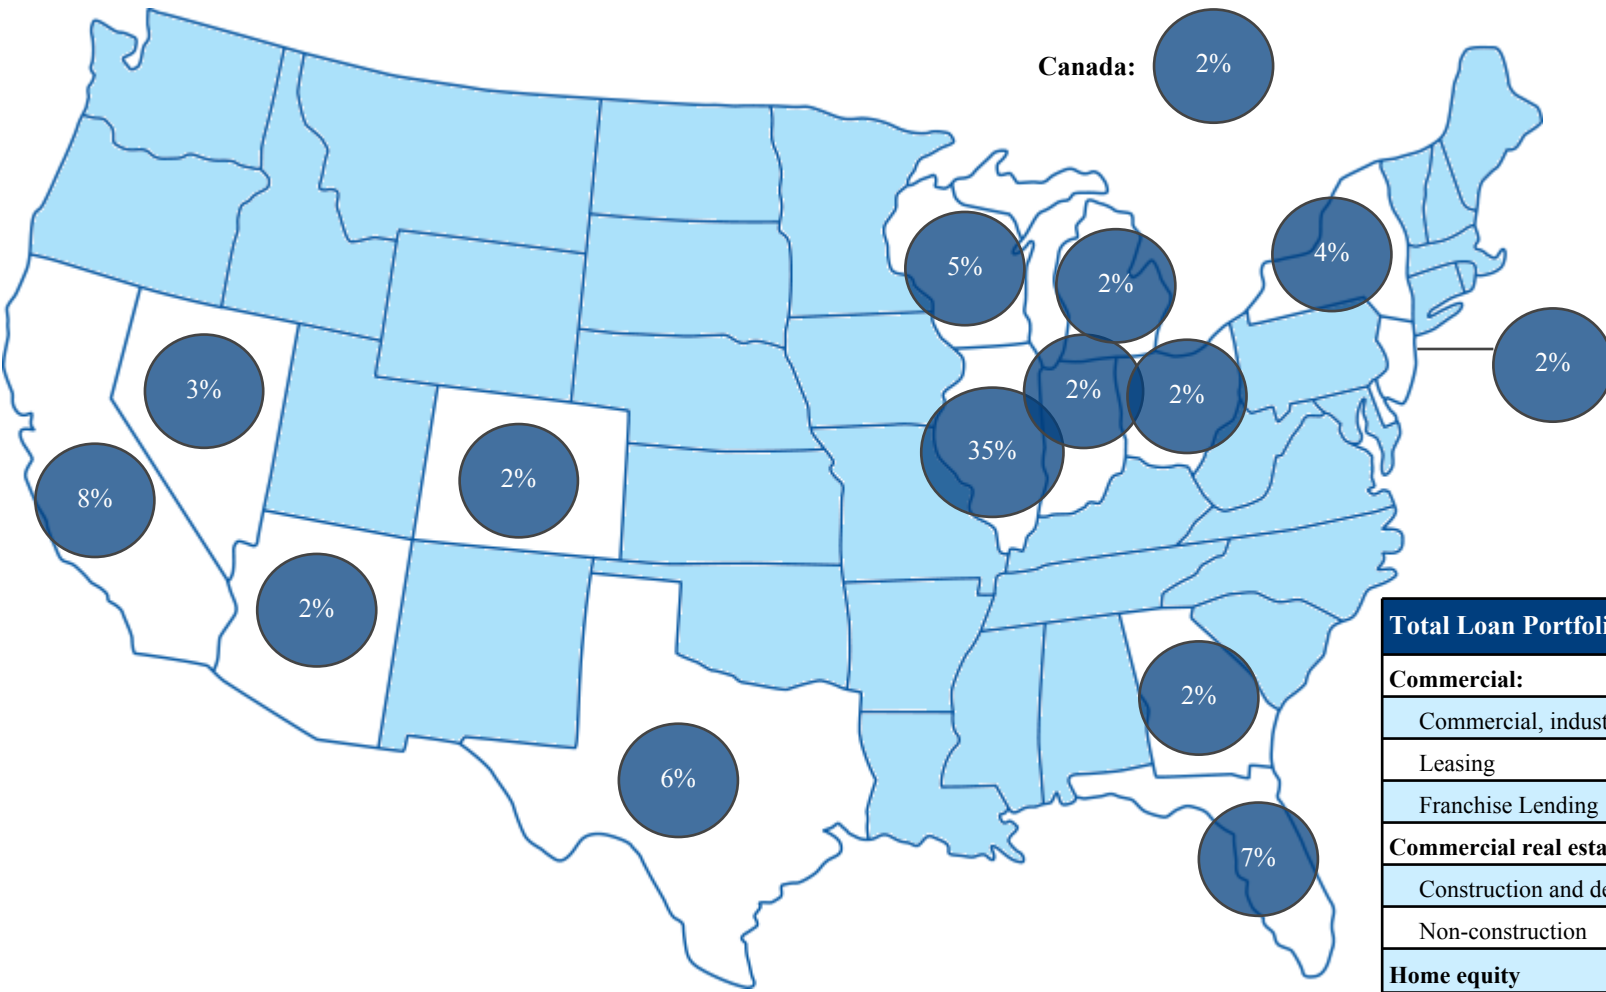 Canada: 2%
4%
5%
2%
2%
2%
2%
2%
3%
35%
2%
8%
2%
2%
6%
7%
Total Loan Portfoli
Commercial:
Commercial, indust
Leasing
Franchise Lending
Commercial real esta
Construction and de
Non-construction
Home equity